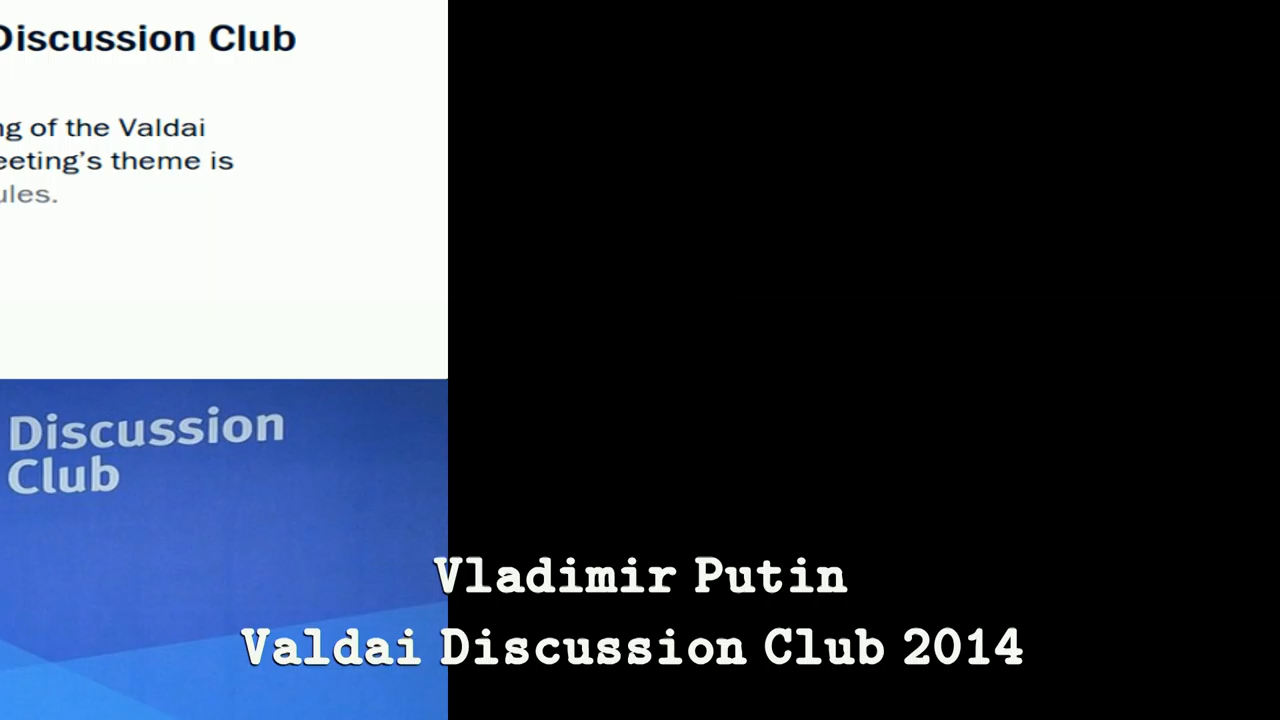 Discussion Club
ng of the Valdai
eeting's theme is
ules.
Discussion
Club
Vladimir Putin
Valdai Discussion Club 2014